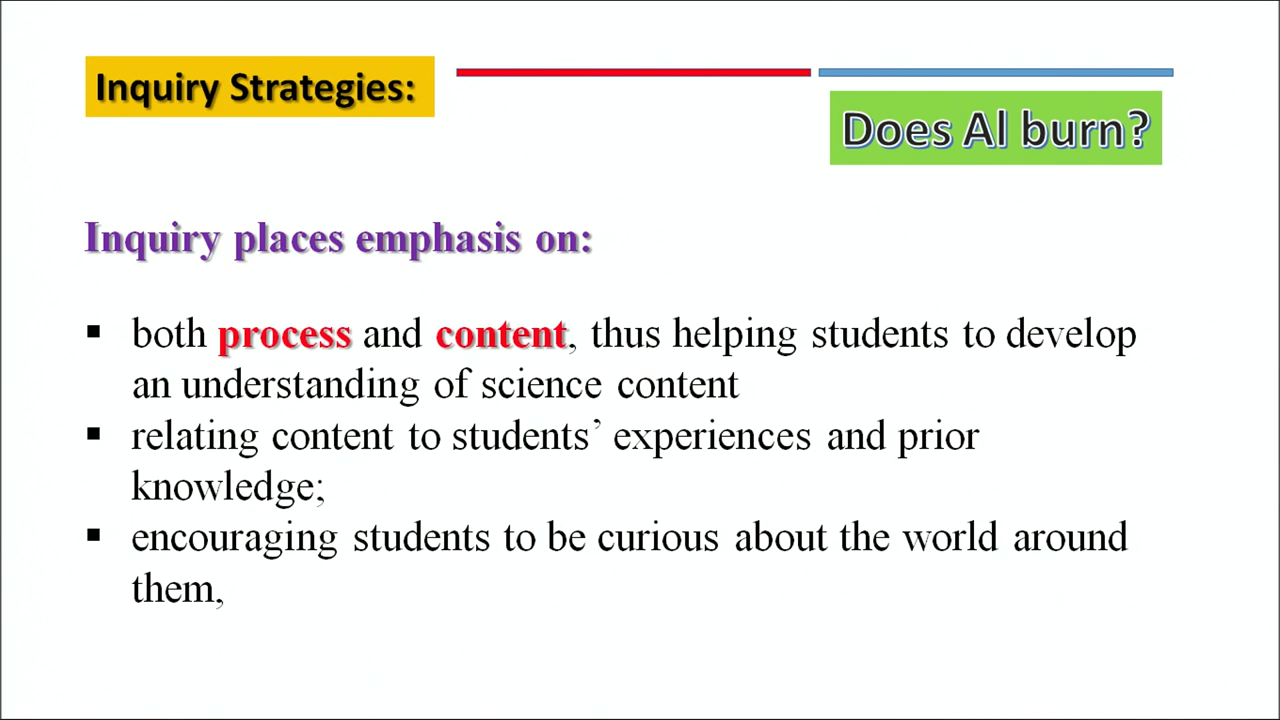 Inquiry Strategies:
Does Al burn?
Inquiry places emphasis on:
▪ both process and content, thus helping students to develop
an understanding of science content
▪ relating content to students’ experiences and prior
knowledge;
▪ encouraging students to be curious about the world around
them,